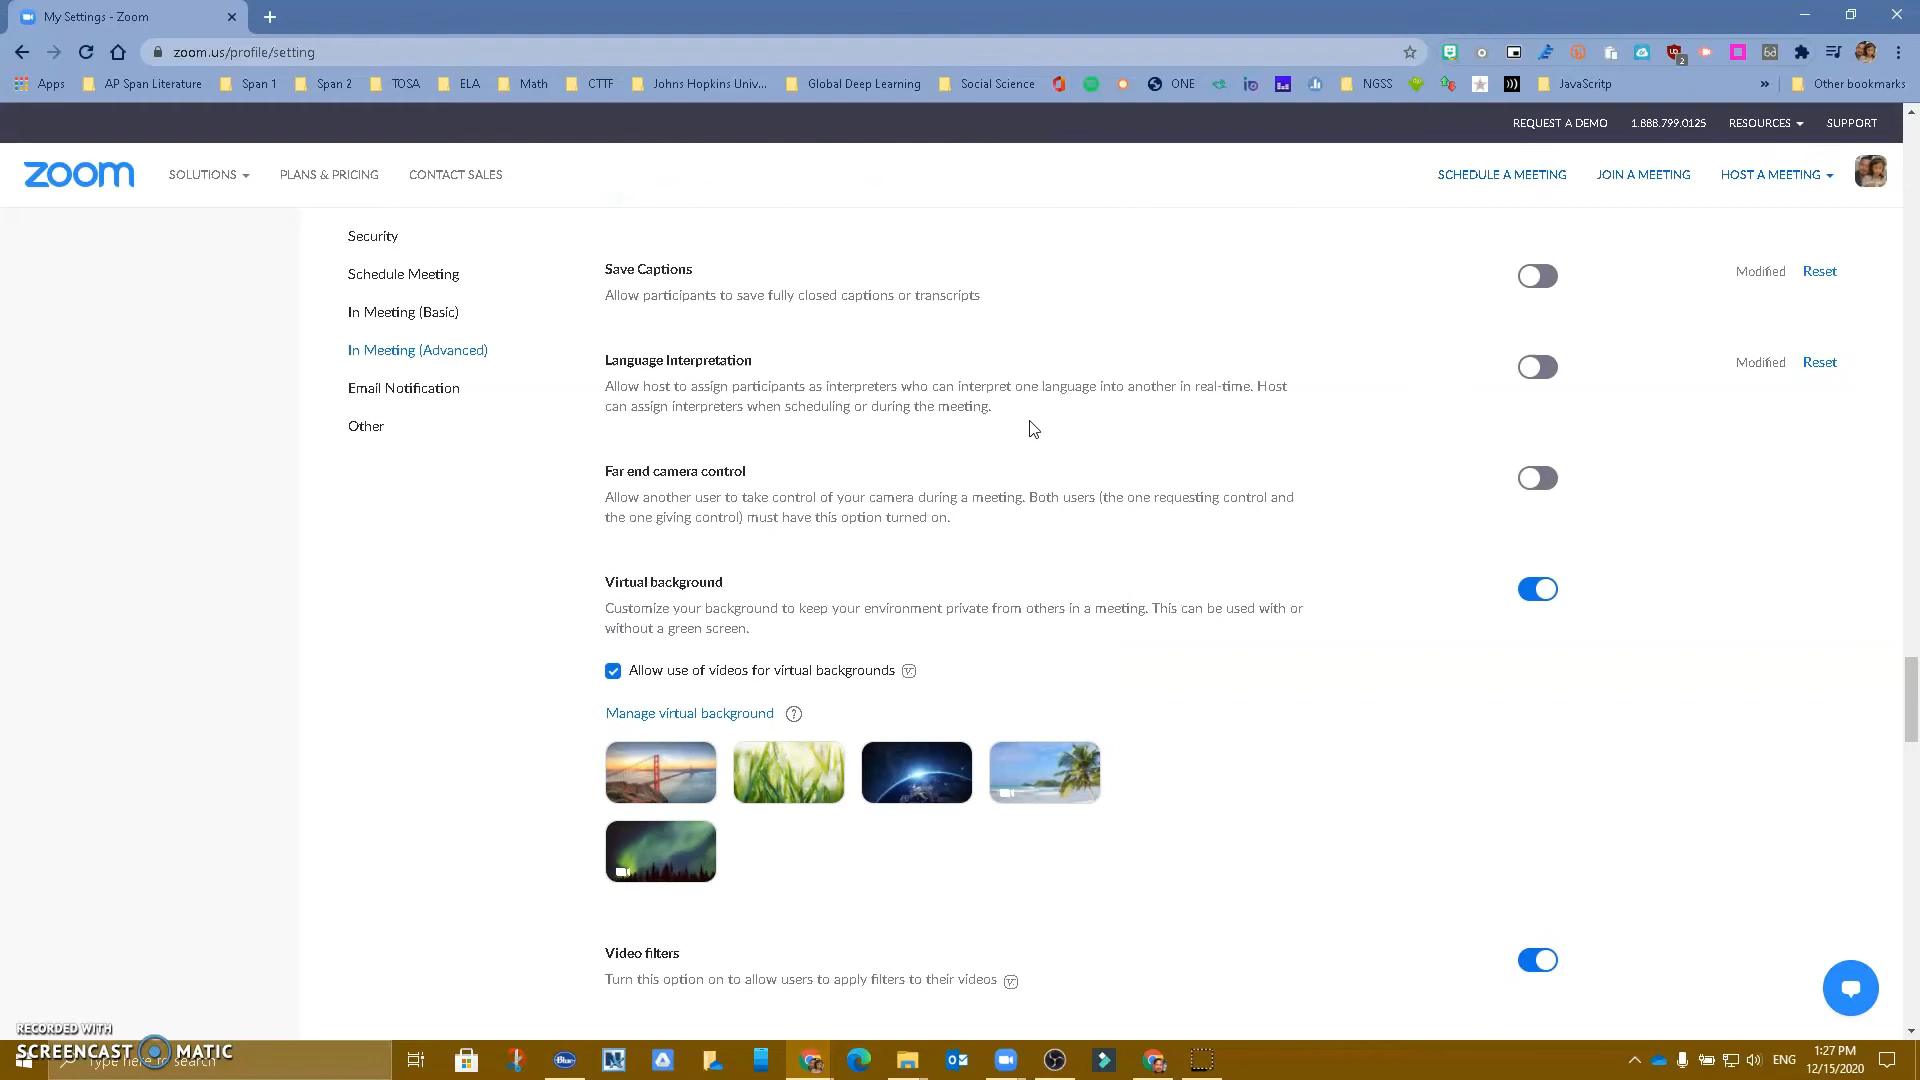 My Settings - Zoom
zoom.us/profile/setting
Apps AP Span Literature Span 1 Span 2 TOSA ELA Math CTTF Johns Hopkins Univ... Global Deep Learning Social Science ONE NGSS JavaScritp » Other bookmarks
REQUEST A DEMO 1.888.799.0125 RESOURCES SUPPORT
zoom SOLUTIONS PLANS & PRICING CONTACT SALES SCHEDULE A MEETING JOIN A MEETING HOST A MEETING
Security
Schedule Meeting
In Meeting (Basic)
In Meeting (Advanced)
Email Notification
Other
Save Captions
Allow participants to save fully closed captions or transcripts
Modified Reset
Language Interpretation
Allow host to assign participants as interpreters who can interpret one language into another in real-time. Host
can assign interpreters when scheduling or during the meeting.
Modified Reset
Far end camera control
Allow another user to take control of your camera during a meeting. Both users (the one requesting control and
the one giving control) must have this option turned on.
Virtual background
Customize your background to keep your environment private from others in a meeting. This can be used with or
without a green screen.
Allow use of videos for virtual backgrounds
Manage virtual background ?
Video filters
Turn this option on to allow users to apply filters to their videos
RECORDED WITH
SCREENCAST MATIC
Type here to search
ENG
1:27 PM
12/15/2020